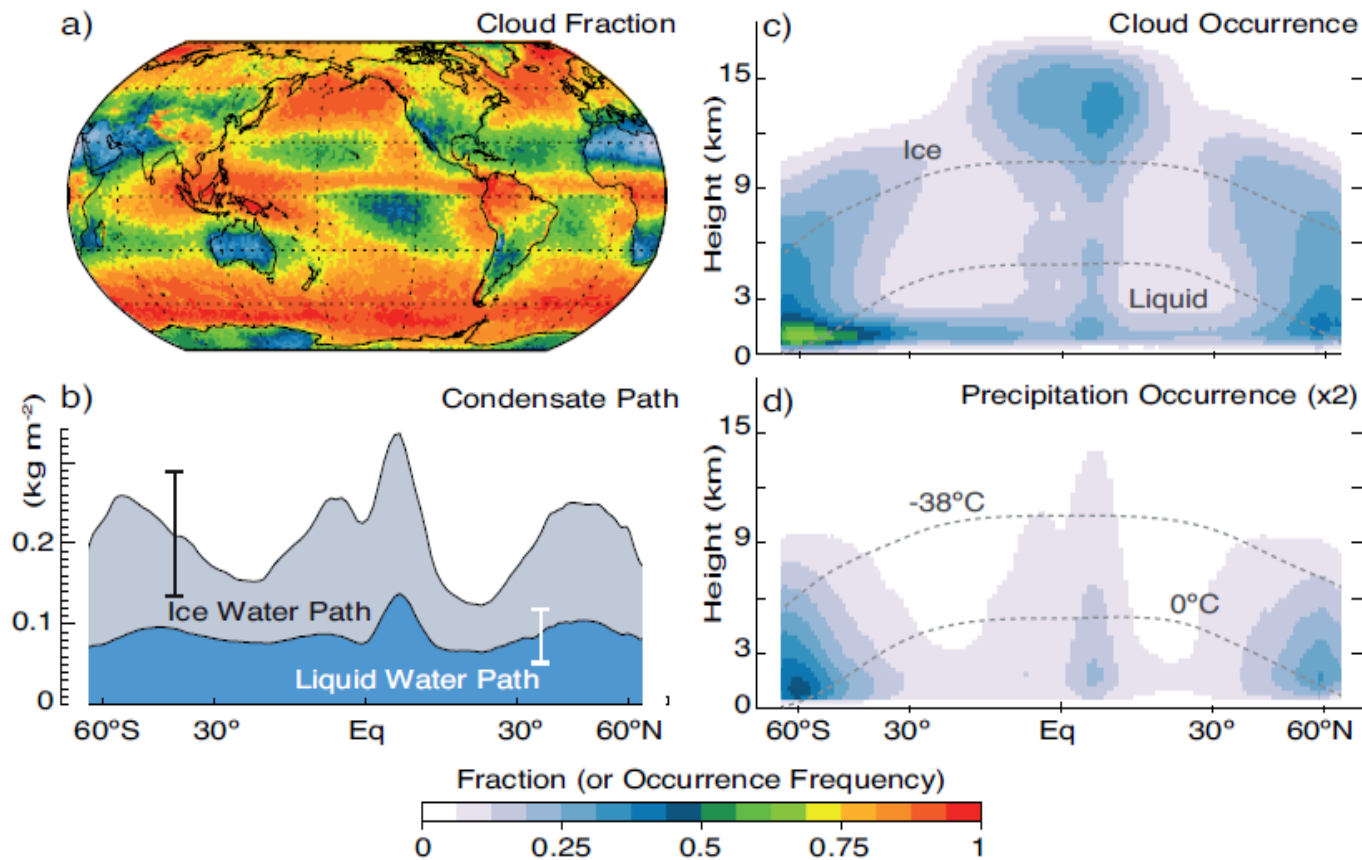 a) Cloud Fraction
c) Cloud Occurrence
15
9
3
0
Height (km)
Ice
Liquid
b) Condensate Path
(kg m-2)
0.2
0.1
0
Ice Water Path
Liquid Water Path
60ºS 30º Eq 30º 60ºN
d) Precipitation Occurrence (x2)
15
9
3
0
Height (km)
-38ºC
0ºC
60ºS 30º Eq 30º 60ºN
Fraction (or Occurrence Frequency)
0 0.25 0.5 0.75 1